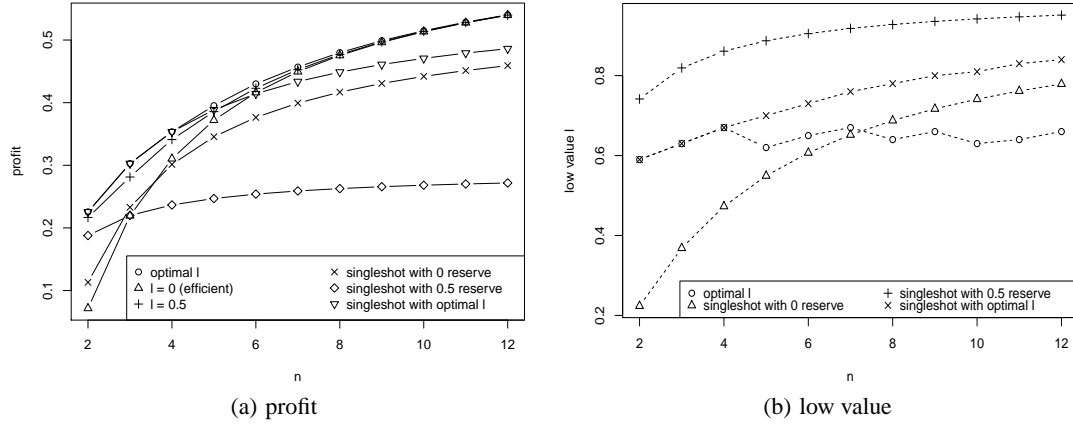 profit
0.1 0.2 0.3 0.4 0.5
2 4 6 8 10 12
n
optimal l
l = 0 (efficient)
l = 0.5
singleshot with 0 reserve
singleshot with 0.5 reserve
singleshot with optimal l
(a) profit
low value l
0.2 0.4 0.6 0.8
2 4 6 8 10 12
n
optimal l
singleshot with 0 reserve
singleshot with 0.5 reserve
singleshot with optimal l
(b) low value